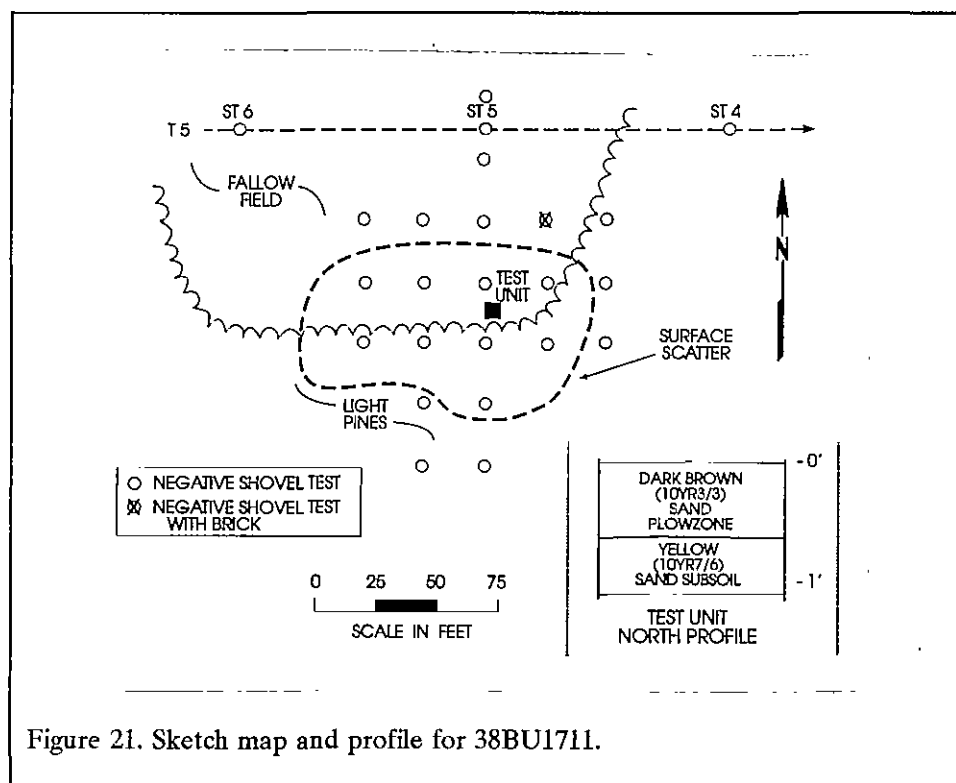 T 5
ST 6
ST 5
ST 4
FALLOW
FIELD
N
TEST
UNIT
SURFACE
SCATTER
LIGHT
PINES
NEGATIVE SHOVEL TEST
NEGATIVE SHOVEL TEST
WITH BRICK
0 25 50 75
SCALE IN FEET
-0'
DARK BROWN
(10YR3/3)
SAND
PLOWZONE
YELLOW
(10YR7/6)
SAND SUBSOIL
-1'
TEST UNIT
NORTH PROFILE
Figure 21. Sketch map and profile for 38BU1711.